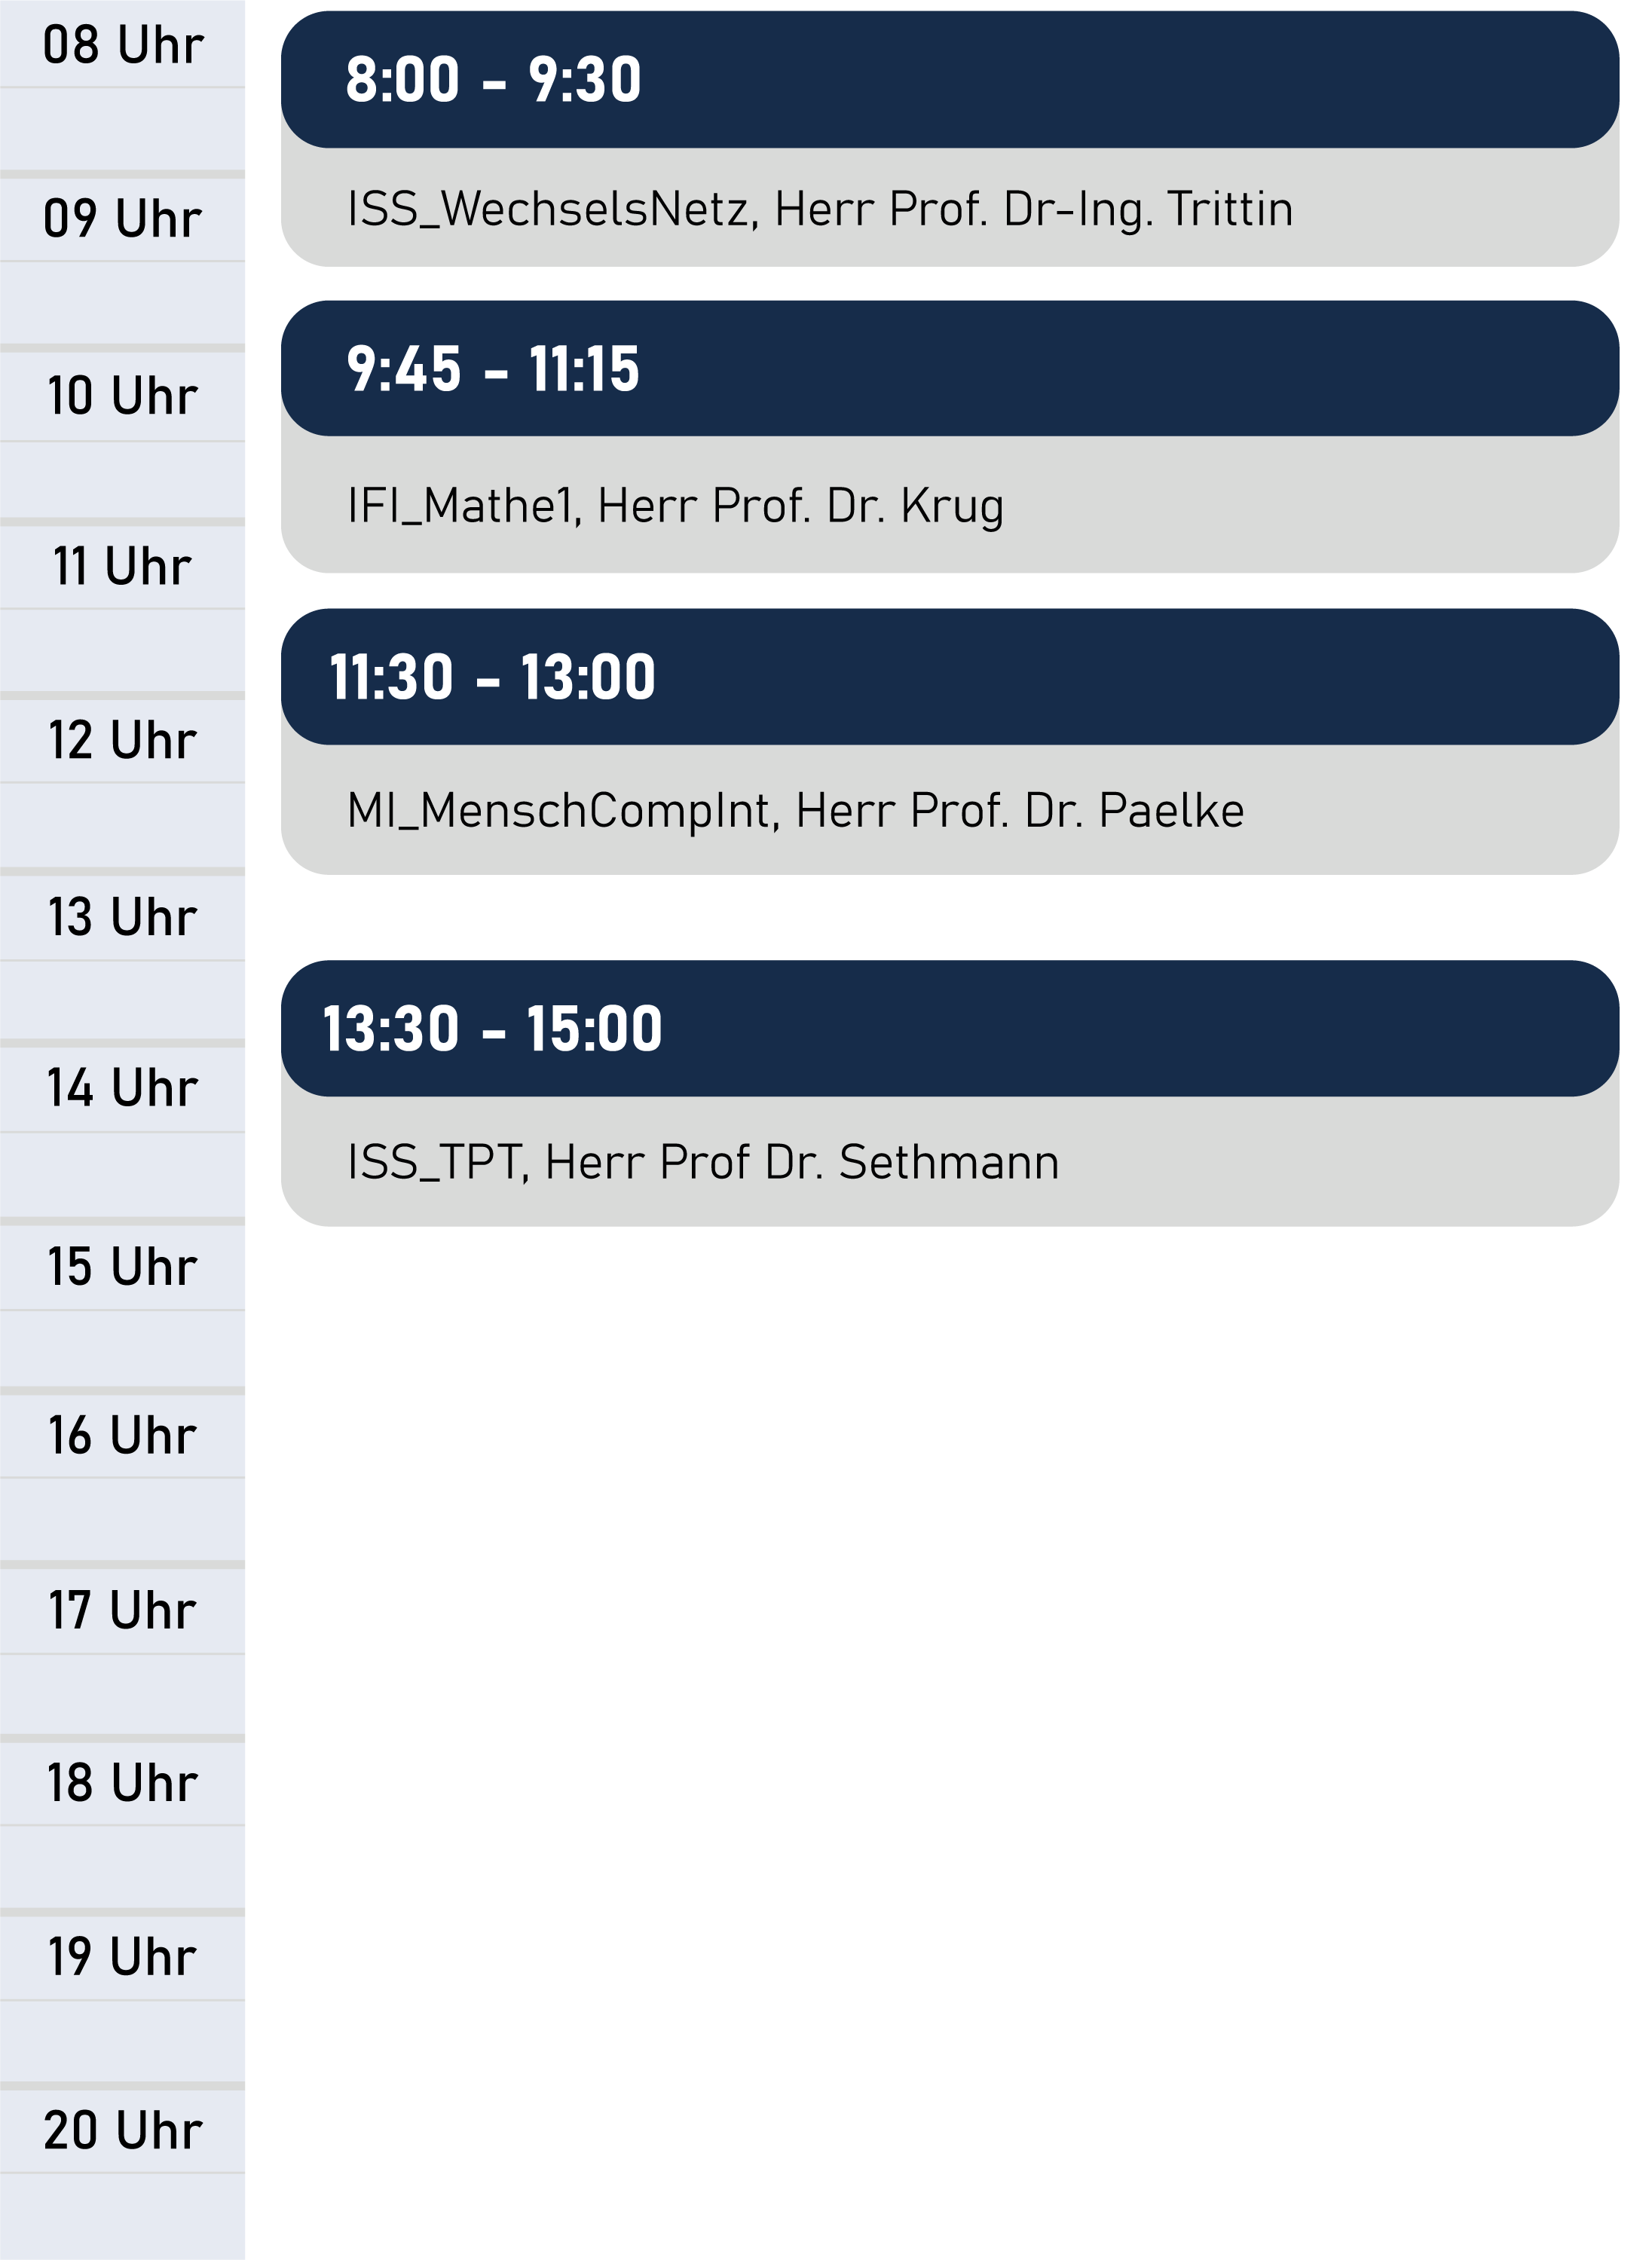 08 Uhr
8:00 - 9:30
ISS_WechselsNetz, Herr Prof. Dr-Ing. Trittin
09 Uhr
9:45 - 11:15
10 Uhr
IFI_Mathe1, Herr Prof. Dr. Krug
11 Uhr
11:30 - 13:00
12 Uhr
MI_MenschCompInt, Herr Prof. Dr. Paelke
13 Uhr
13:30 - 15:00
14 Uhr
ISS_TPT, Herr Prof Dr. Sethmann
15 Uhr
16 Uhr
17 Uhr
18 Uhr
19 Uhr
20 Uhr